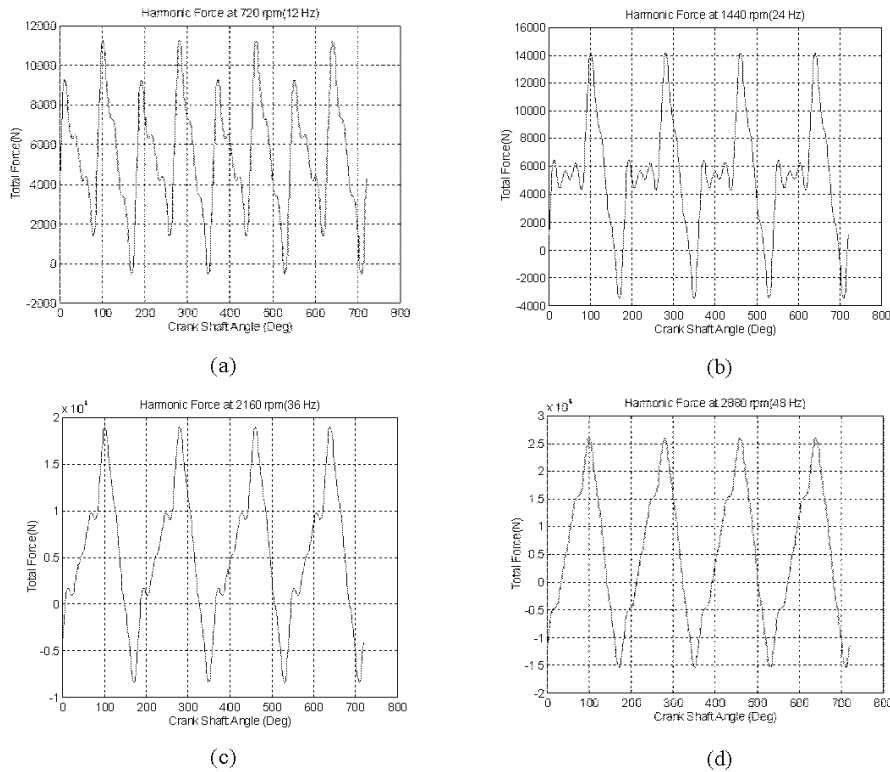 Harmonic Force at 720 rpm(12 Hz)
12000
10000
8000
6000
4000
2000
0
-2000
Total Force(N)
0 100 200 300 400 500 600 700 800
Crank Shaft Angle (Deg)
(a)
Harmonic Force at 1440 rpm(24 Hz)
16000
14000
12000
10000
8000
6000
4000
2000
0
-2000
-4000
Total Force(N)
0 100 200 300 400 500 600 700 800
Crank Shaft Angle (Deg)
(b)
Harmonic Force at 2160 rpm(36 Hz)
2
1.5
1
0.5
0
-0.5
-1
Total Force(N)
0 100 200 300 400 500 600 700 800
Crank Shaft Angle (Deg)
(c)
Harmonic Force at 2880 rpm(48 Hz)
3
2.5
2
1.5
1
0.5
0
-0.5
-1
-1.5
-2
Total Force(N)
0 100 200 300 400 500 600 700 800
Crank Shaft Angle (Deg)
(d)